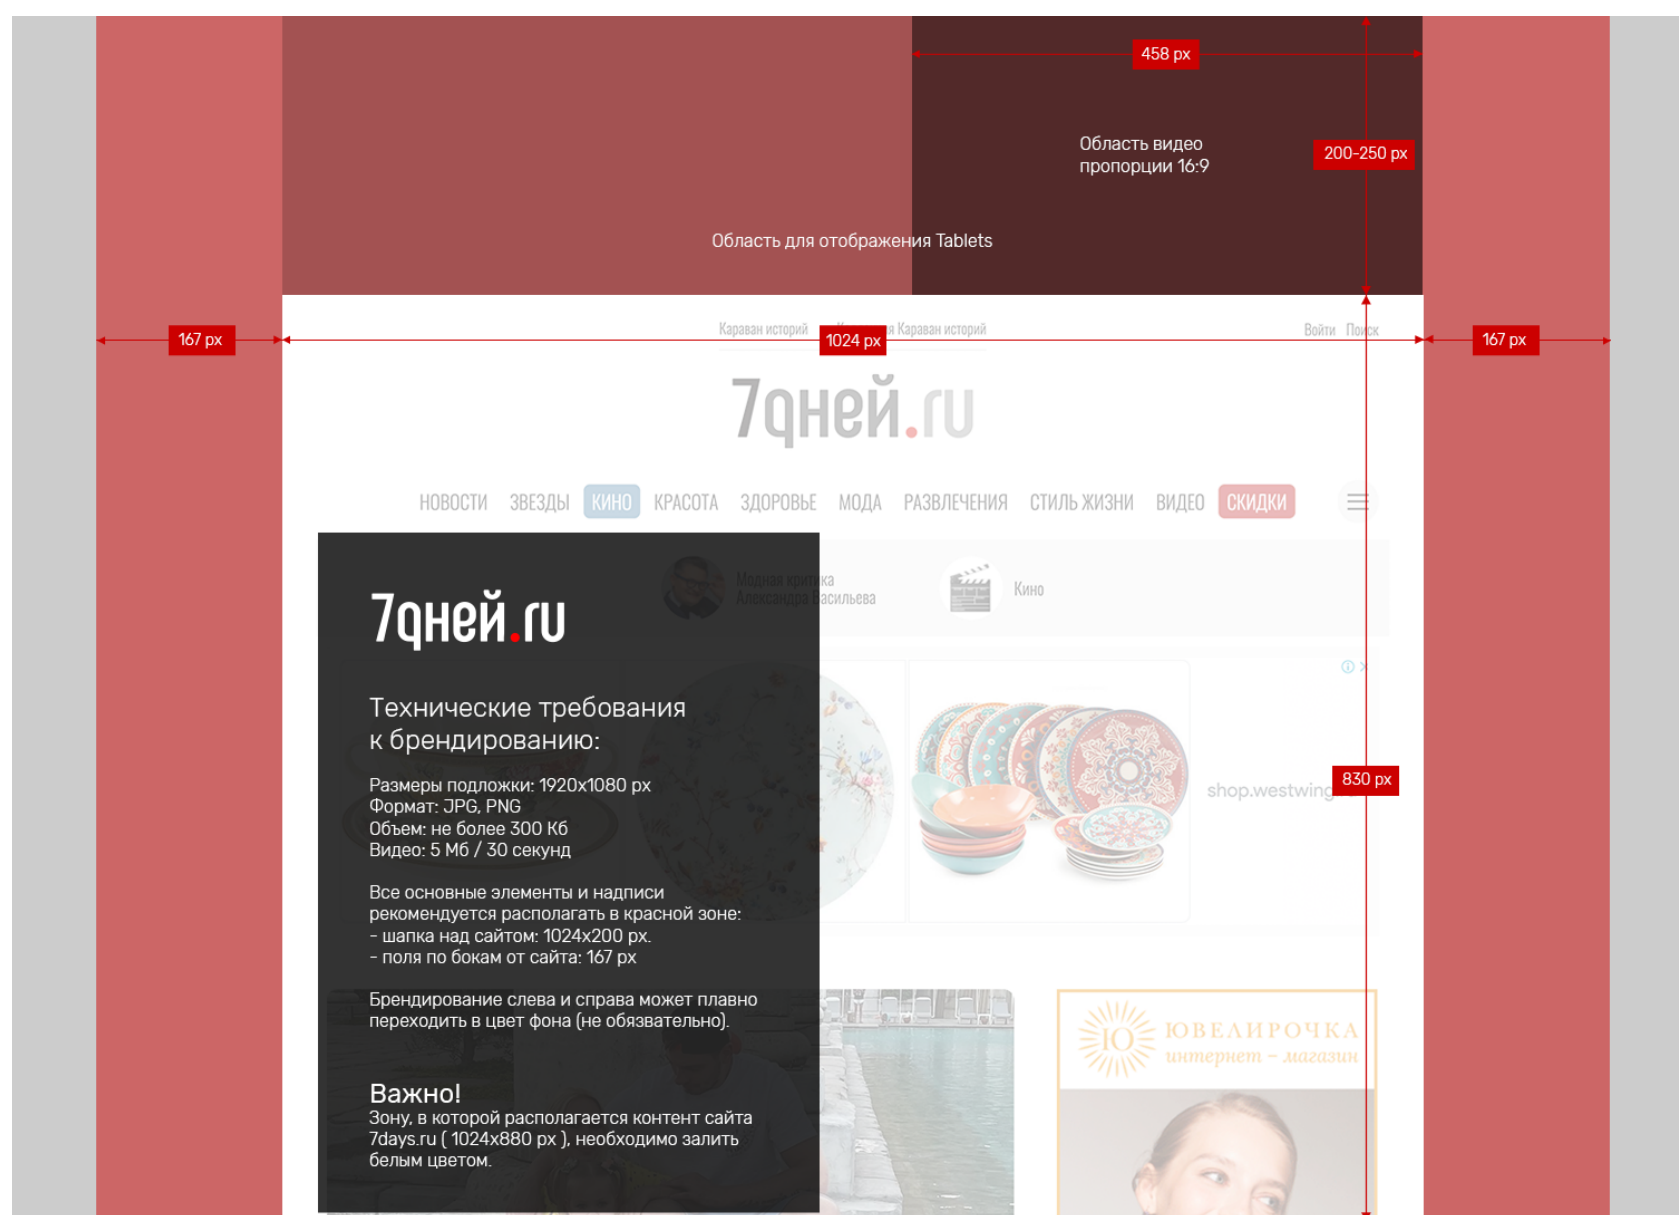 458 px
Область видео
пропорции 16:9
200-250 px
Область для отображения Tablets
Караван историй
я Караван историй
Войти Поиск
167 px
1024 px
167 px
7дней.ru
НОВОСТИ ЗВЕЗДЫ КИНО КРАСОТА ЗДОРОВЬЕ МОДА РАЗВЛЕЧЕНИЯ СТИЛЬ ЖИЗНИ ВИДЕО СКИДКИ
Модная критика
Александра Васильева
Кино
7дней.ru
Технические требования
к брендированию:
Размеры подложки: 1920x1080 px
Формат: JPG, PNG
Объем: не более 300 Кб
Видео: 5 Мб / 30 секунд
Все основные элементы и надписи
рекомендуется располагать в красной зоне:
- шапка над сайтом: 1024x200 px.
- поля по бокам от сайта: 167 px
Брендирование слева и справа может плавно
переходить в цвет фона (не обязвательно).
Важно!
Зону, в которой располагается контент сайта
7days.ru ( 1024x880 px ), необходимо залить
белым цветом.
shop.westwing
830 px
Ю
ЮВЕЛИРОЧКА
интернет – магазин